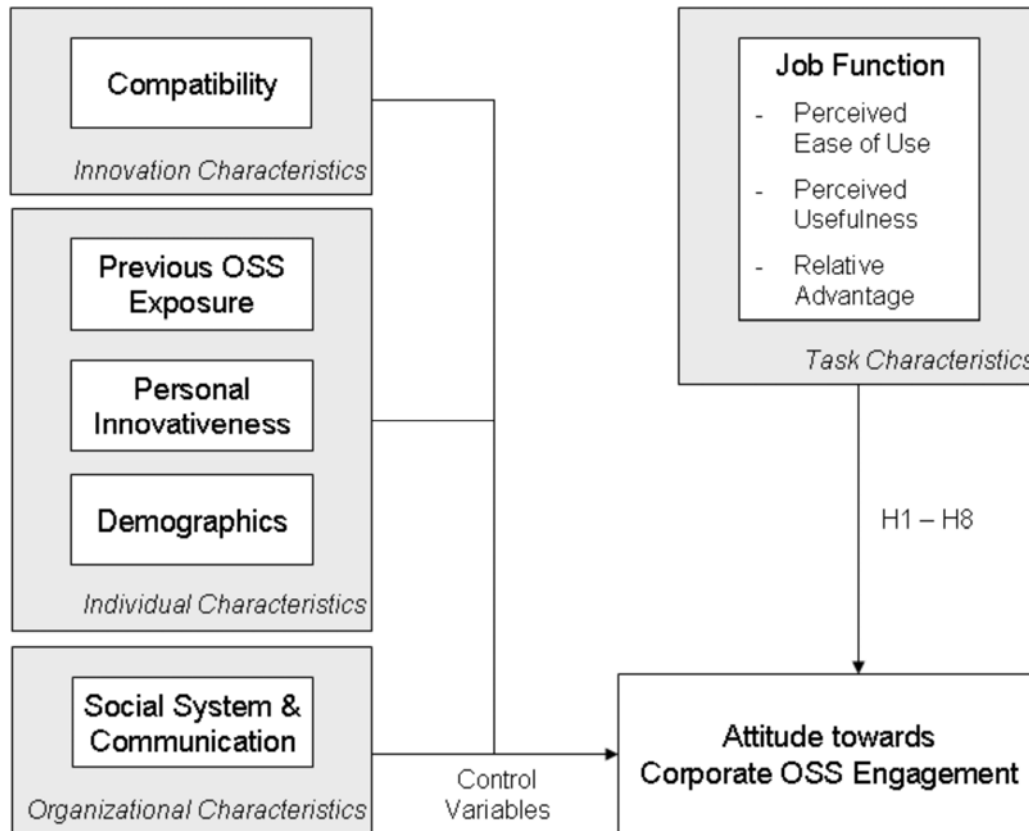 Compatibility
Innovation Characteristics
Previous OSS
Exposure
Personal
Innovativeness
Demographics
Individual Characteristics
Social System &
Communication
Organizational Characteristics
Control
Variables
Job Function
- Perceived
Ease of Use
- Perceived
Usefulness
- Relative
Advantage
Task Characteristics
H1 – H8
Attitude towards
Corporate OSS Engagement